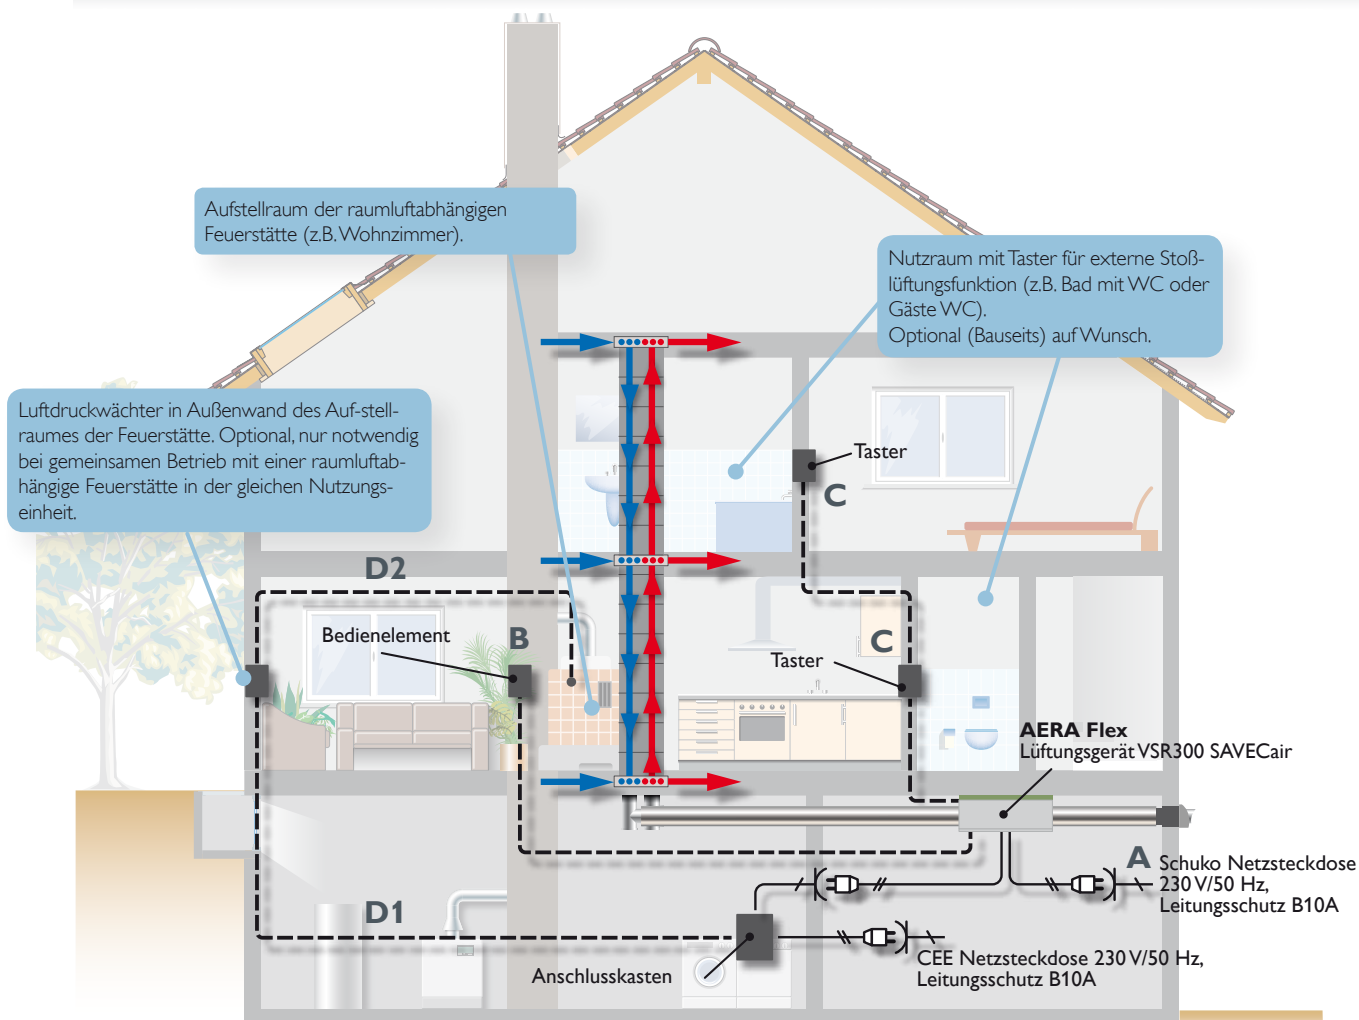 Aufstellraum der raumluftabhängigen
Feuerstätte (z.B. Wohnzimmer).
Nutzraum mit Taster für externe Stoß-
lüftungsfunktion (z.B. Bad mit WC oder
Gäste WC).
Optional (Bauseits) auf Wunsch.
Luftdruckwächter in Außenwand des Auf-stell-
raumes der Feuerstätte. Optional, nur notwendig
bei gemeinsamen Betrieb mit einer raumluftab-
hängige Feuerstätte in der gleichen Nutzungs-
einheit.
Taster
C
D2
Bedienelement
B
C
Taster
AERA Flex
Lüftungsgerät VSR300 SAVECair
A
Schuko Netzsteckdose
230 V/50 Hz,
Leitungsschutz B10A
D1
CEE Netzsteckdose 230 V/50 Hz,
Leitungsschutz B10A
Anschlusskasten